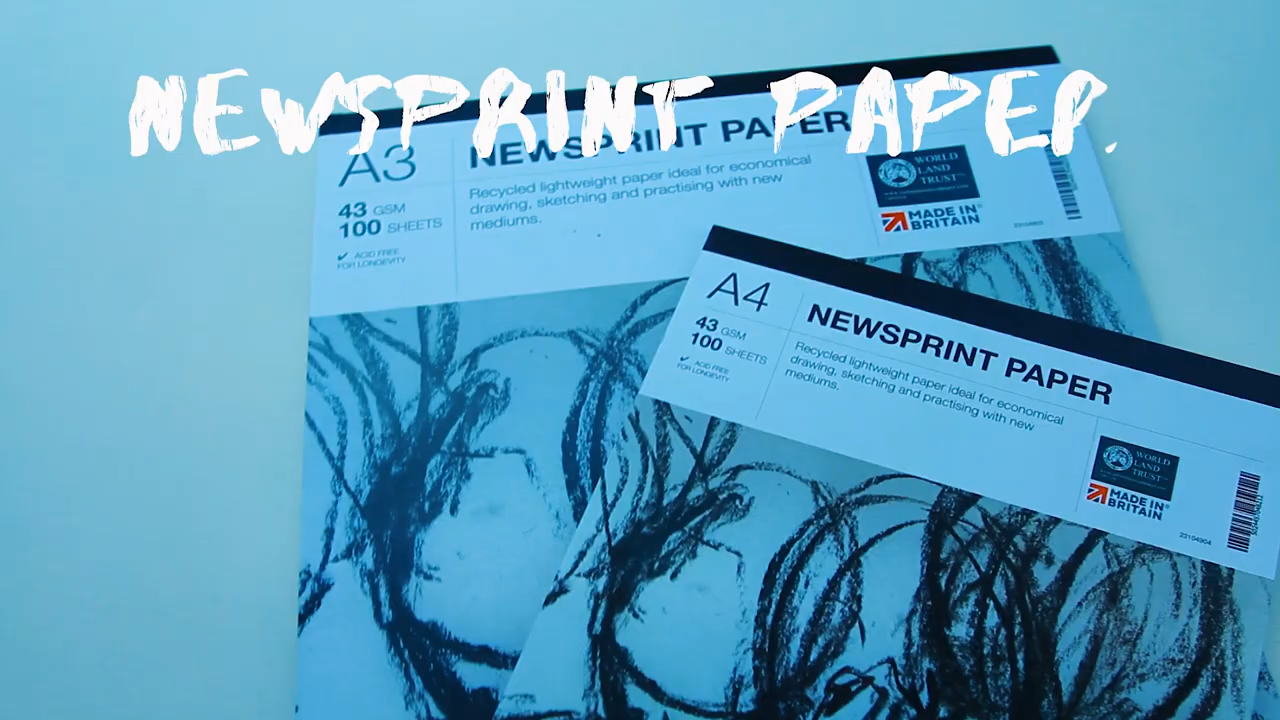 NEWSPRINT PAPER.
A3
43 GSM
100 SHEETS
ACID FREE
FOR LONGEVITY
NEWSPRINT PAPER
Recycled lightweight paper ideal for economical
drawing, sketching and practising with new
mediums.
WORLD
LAND
TRUST™
MADE IN
BRITAIN
A4
43 GSM
100 SHEETS
ACID FREE
FOR LONGEVITY
NEWSPRINT PAPER
Recycled lightweight paper ideal for economical
drawing, sketching and practising with new
mediums.
WORLD
LAND
TRUST™
MADE IN®
BRITAIN
22104904